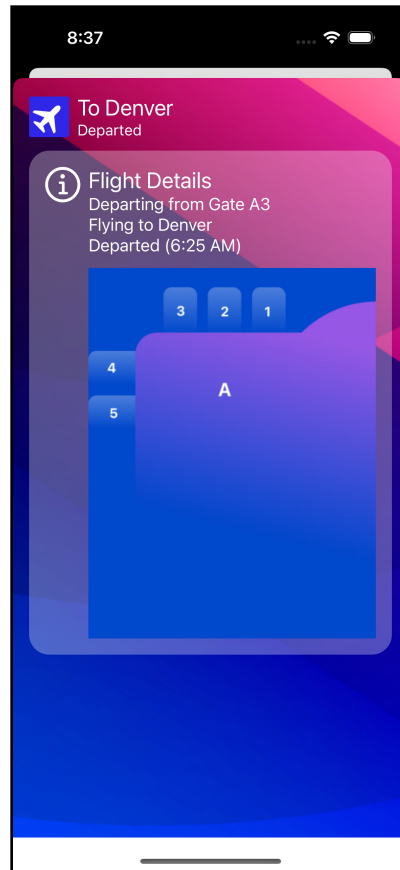 8:37
To Denver
Departed
Flight Details
Departing from Gate A3
Flying to Denver
Departed (6:25 AM)
3 2 1
4
A
5